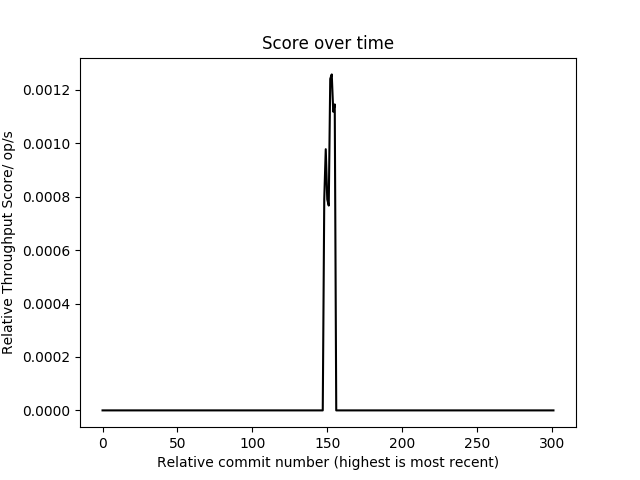 Score over time
Relative Throughput Score/ op/s
0.0012
0.0010
0.0008
0.0006
0.0004
0.0002
0.0000
0 50 100 150 200 250 300
Relative commit number (highest is most recent)